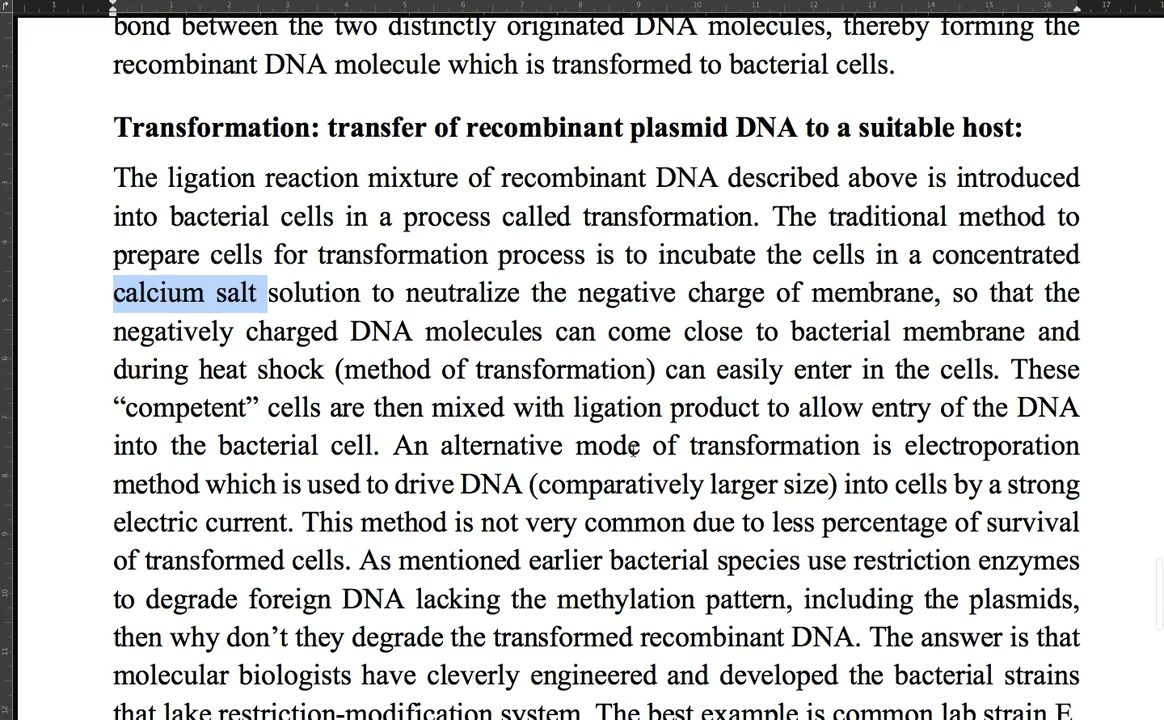 bond between the two distinctly originated DNA molecules, thereby forming the
recombinant DNA molecule which is transformed to bacterial cells.
Transformation: transfer of recombinant plasmid DNA to a suitable host:
The ligation reaction mixture of recombinant DNA described above is introduced
into bacterial cells in a process called transformation. The traditional method to
prepare cells for transformation process is to incubate the cells in a concentrated
calcium salt solution to neutralize the negative charge of membrane, so that the
negatively charged DNA molecules can come close to bacterial membrane and
during heat shock (method of transformation) can easily enter in the cells. These
“competent” cells are then mixed with ligation product to allow entry of the DNA
into the bacterial cell. An alternative mode of transformation is electroporation
method which is used to drive DNA (comparatively larger size) into cells by a strong
electric current. This method is not very common due to less percentage of survival
of transformed cells. As mentioned earlier bacterial species use restriction enzymes
to degrade foreign DNA lacking the methylation pattern, including the plasmids,
then why don’t they degrade the transformed recombinant DNA. The answer is that
molecular biologists have cleverly engineered and developed the bacterial strains
that lake restriction-modification system. The best example is common lab strain E.